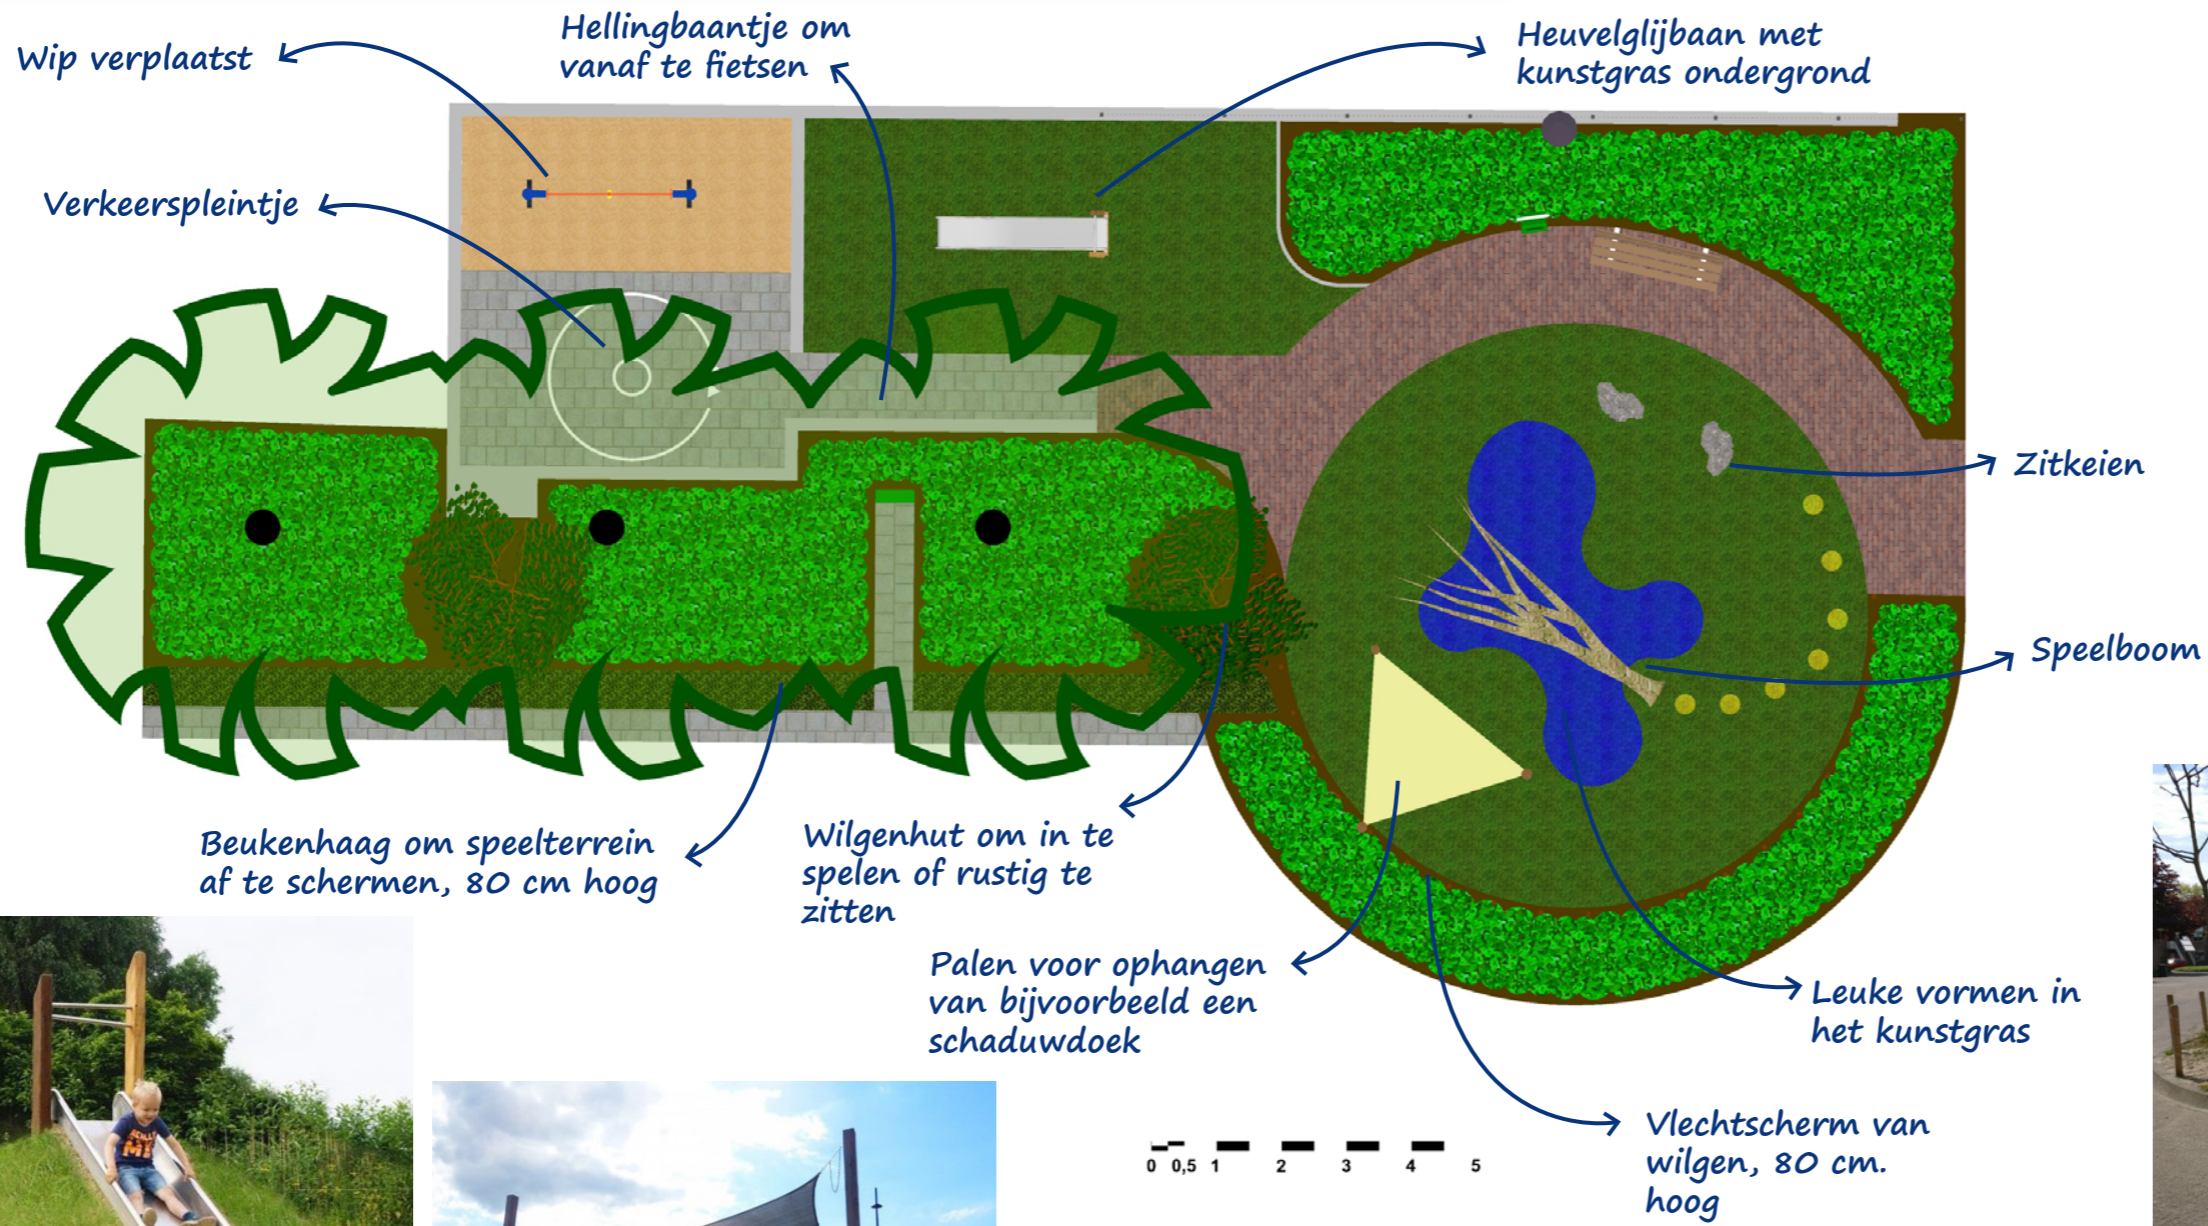 Wip verplaatst
Hellingbaantje om
vanaf te fietsen
Heuvelglijbaan met
kunstgras ondergrond
Verkeerspleintje
Zitkeien
Speelboom
Beukenhaag om speelterrein
af te schermen, 80 cm hoog
Wilgenhut om in te
spelen of rustig te
zitten
Palen voor ophangen
van bijvoorbeeld een
schaduwdoek
Leuke vormen in
het kunstgras
Vlechtscherm van
wilgen, 80 cm.
hoog
0 0,5 1 2 3 4 5